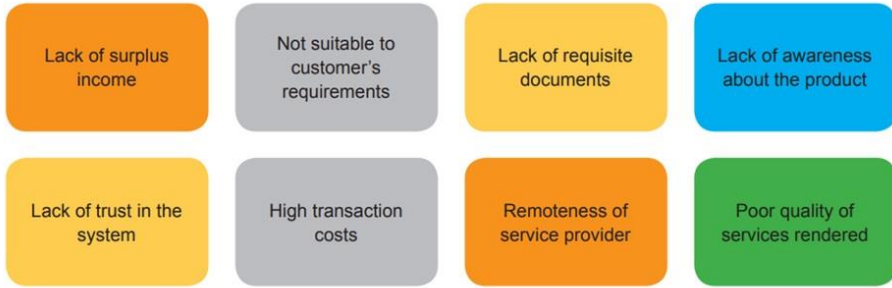 Lack of surplus
income
Not suitable to
customer's
requirements
Lack of requisite
documents
Lack of awareness
about the product
Lack of trust in the
system
High transaction
costs
Remoteness of
service provider
Poor quality of
services rendered